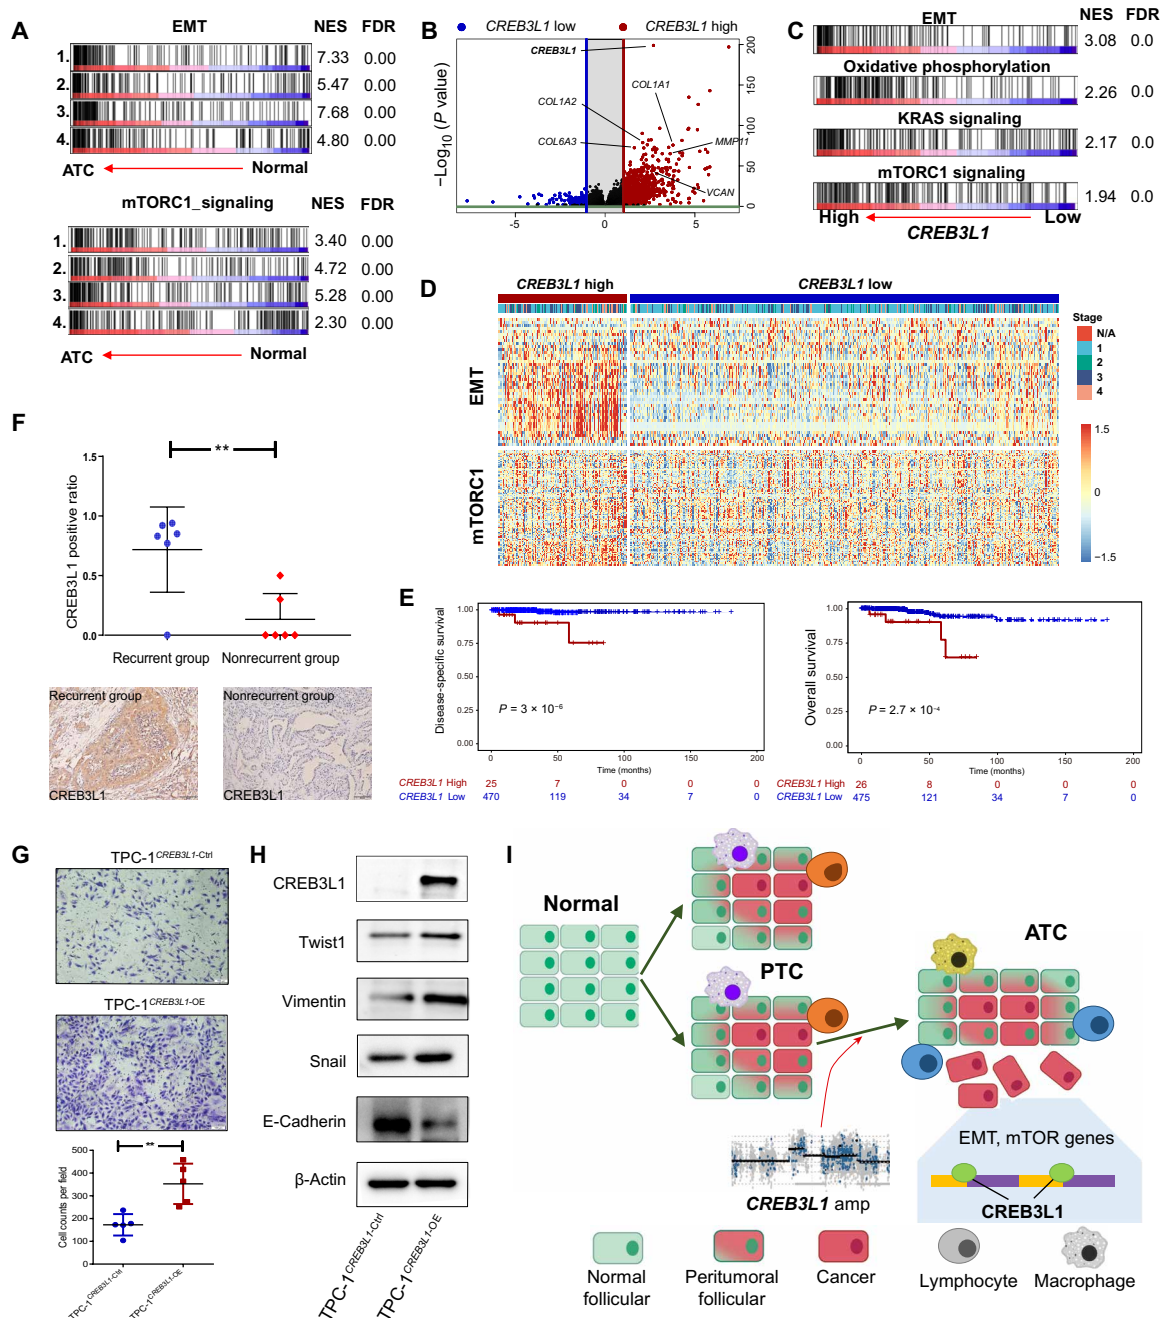 A
EMT
NES FDR
1. 7.33 0.00
2. 5.47 0.00
3. 7.68 0.00
4. 4.80 0.00
ATC Normal
mTORC1_signaling NES FDR
1. 3.40 0.00
2. 4.72 0.00
3. 5.28 0.00
4. 2.30 0.00
ATC Normal
B
CREB3L1 low CREB3L1 high
−Log10 (P value)
CREB3L1
COL1A1
COL1A2
COL6A3
MMP11
VCAN
200
150
100
50
0
-5 0 5
C
EMT
NES FDR
3.08 0.0
Oxidative phosphorylation
2.26 0.0
KRAS signaling
2.17 0.0
mTORC1 signaling
1.94 0.0
High Low
CREB3L1
D
CREB3L1 high CREB3L1 low
EMT
mTORC1
Stage
N/A
1
2
3
4
1.5
0
−1.5
E
Disease-specific survival
1.00
0.75
0.50
0.25
0.00
P = 3 × 10−6
0 50 100 150 200
Time (months)
CREB3L1 High 25 7 0 0 0
CREB3L1 Low 470 119 34 7 0
Overall survival
1.00
0.75
0.50
0.25
0.00
P = 2.7 × 10−4
0 50 100 150 200
Time (months)
CREB3L1 High 26 8 0 0 0
CREB3L1 Low 475 121 34 7 0
F
**
CREB3L1 positive ratio
1.5
1.0
0.5
0.0
Recurrent group Nonrecurrent group
Recurrent group
CREB3L1
Nonrecurrent group
CREB3L1
G
TPC-1CREB3L1-Ctrl
TPC-1CREB3L1-OE
**
Cell counts per field
500
400
300
200
100
0
TPC-1CREB3L1-Ctrl
TPC-1CREB3L1-OE
H
CREB3L1
Twist1
Vimentin
Snail
E-Cadherin
β-Actin
TPC-1CREB3L1-Ctrl
TPC-1CREB3L1-OE
I
Normal
PTC
ATC
CREB3L1 amp
EMT, mTOR genes
CREB3L1
Normal follicular
Peritumoral follicular
Cancer
Lymphocyte
Macrophage